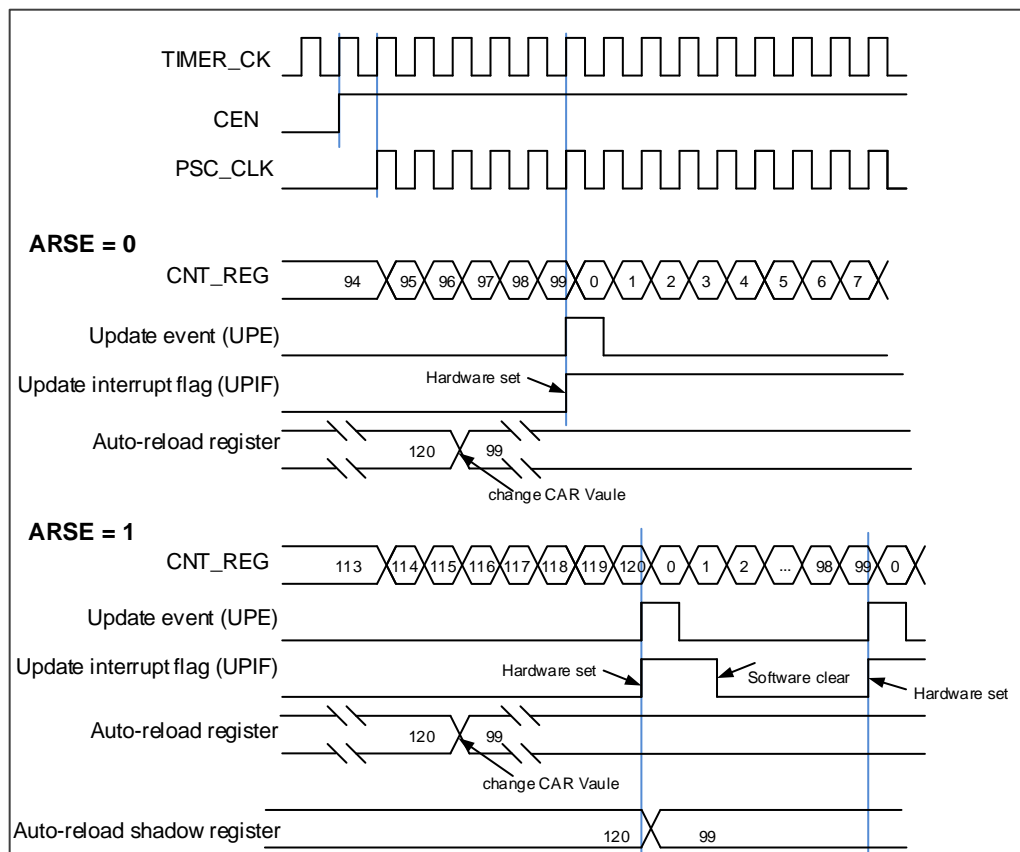 TIMER_CK
CEN
PSC_CLK
ARSE = 0
CNT_REG 94 95 96 97 98 99 0 1 2 3 4 5 6 7
Update event (UPE)
Update interrupt flag (UPIF) Hardware set
Auto-reload register 120 99
change CAR Vaule
ARSE = 1
CNT_REG 113 114 115 116 117 118 119 120 0 1 2 ... 98 99 0
Update event (UPE)
Update interrupt flag (UPIF) Hardware set Software clear Hardware set
Auto-reload register 120 99
change CAR Vaule
Auto-reload shadow register 120 99